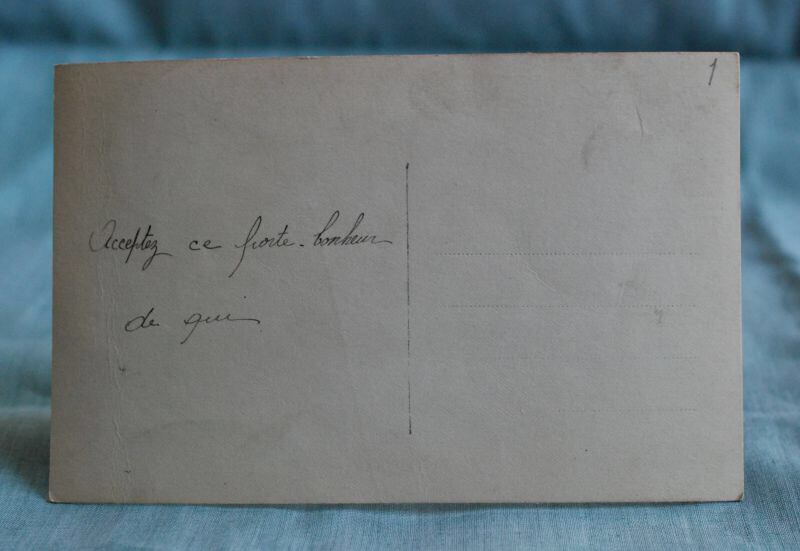 1
Acceptez ce porte-bonheur
de qui